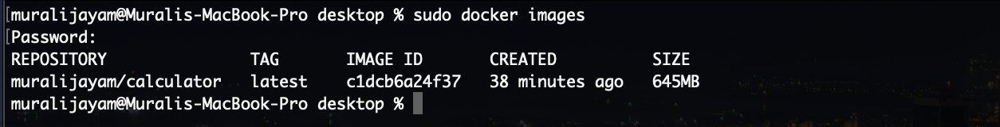 [muralijayam@Muralis-MacBook-Pro desktop % sudo docker images
[Password:
REPOSITORY TAG IMAGE ID CREATED SIZE
muralijayam/calculator latest c1dcb6a24f37 38 minutes ago 645MB
muralijayam@Muralis-MacBook-Pro desktop %